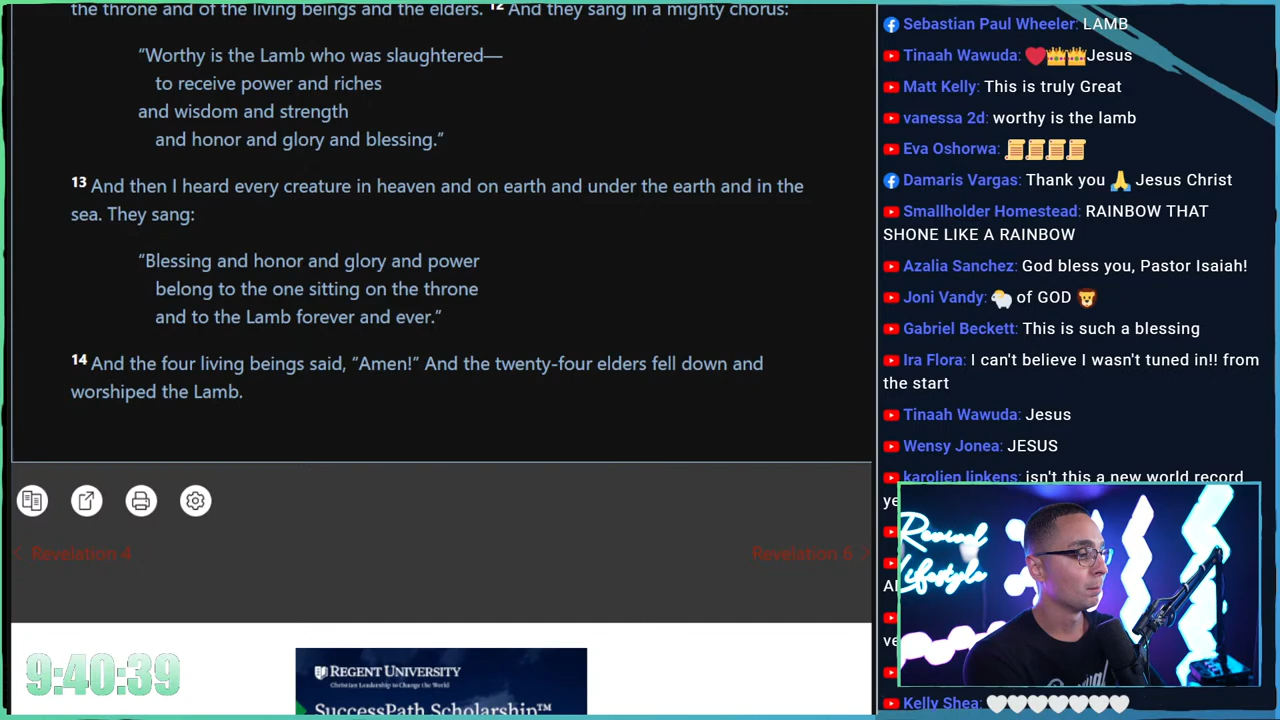 the throne and of the living beings and the elders. 12 And they sang in a mighty chorus:
“Worthy is the Lamb who was slaughtered—
to receive power and riches
and wisdom and strength
and honor and glory and blessing.”
13 And then I heard every creature in heaven and on earth and under the earth and in the
sea. They sang:
“Blessing and honor and glory and power
belong to the one sitting on the throne
and to the Lamb forever and ever.”
14 And the four living beings said, “Amen!” And the twenty-four elders fell down and
worshiped the Lamb.
< Revelation 4
Revelation 6 >
REGENT UNIVERSITY
Christian Leadership to Change the World
SuccessPath Scholarship™
9:40:39
Sebastian Paul Wheeler: LAMB
Tinaah Wawuda: ❤️👑👑Jesus
Matt Kelly: This is truly Great
vanessa 2d: worthy is the lamb
Eva Oshorwa: 📜📜📜📜
Damaris Vargas: Thank you 🙏 Jesus Christ
Smallholder Homestead: RAINBOW THAT
SHONE LIKE A RAINBOW
Azalia Sanchez: God bless you, Pastor Isaiah!
Joni Vandy: 🐑 of GOD 🦁
Gabriel Beckett: This is such a blessing
Ira Flora: I can't believe I wasn't tuned in!! from
the start
Tinaah Wawuda: Jesus
Wensy Jonea: JESUS
karolien lipkens: isn't this a new world record
Revival
Lifestyle
Kelly Shea: 🤍🤍🤍🤍🤍🤍🤍